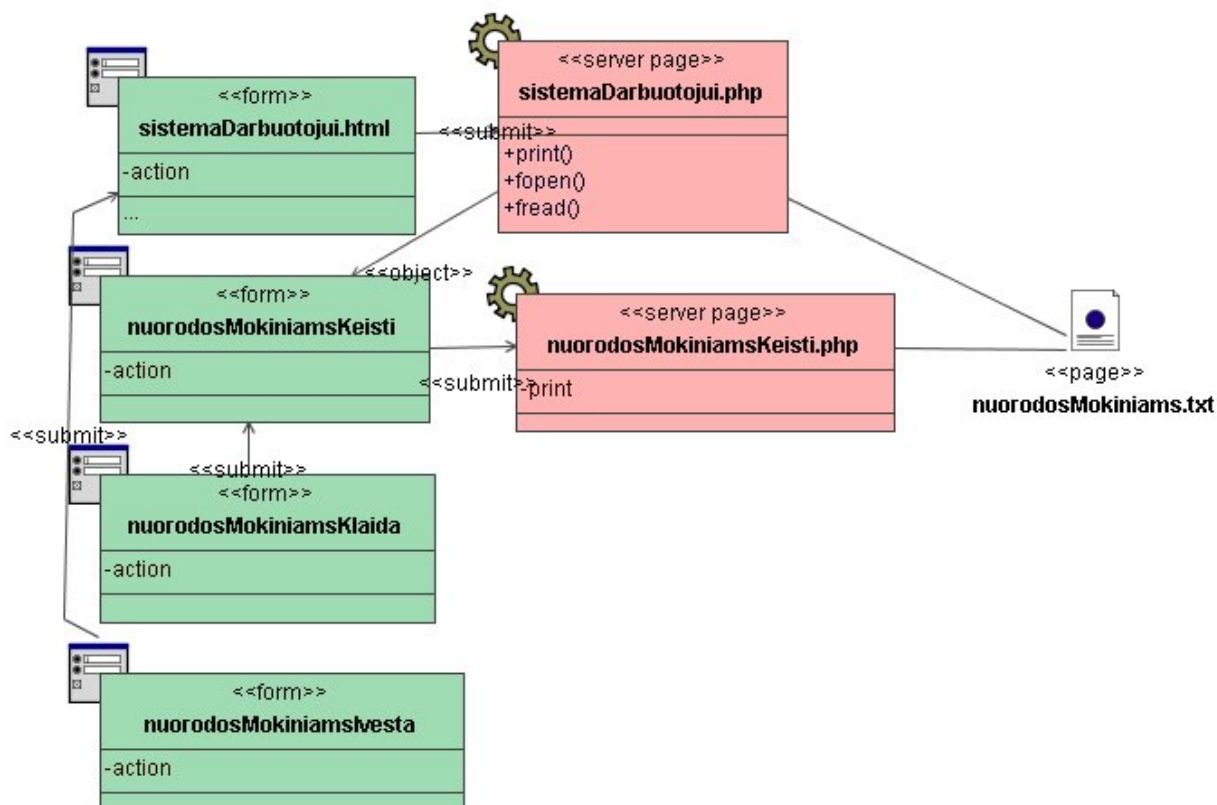 <<form>>
sistemaDarbuotojui.html
-action
...
<<server page>>
sistemaDarbuotojui.php
<<submit>>
+print()
+fopen()
+fread()
<<object>>
<<form>>
nuorodosMokiniamsKeisti
-action
<<server page>>
nuorodosMokiniamsKeisti.php
<<submit>>
-print
<<page>>
nuorodosMokiniams.txt
<<submit>>
<<submit>>
<<form>>
nuorodosMokiniamsKlaida
-action
<<form>>
nuorodosMokiniamsIvesta
-action